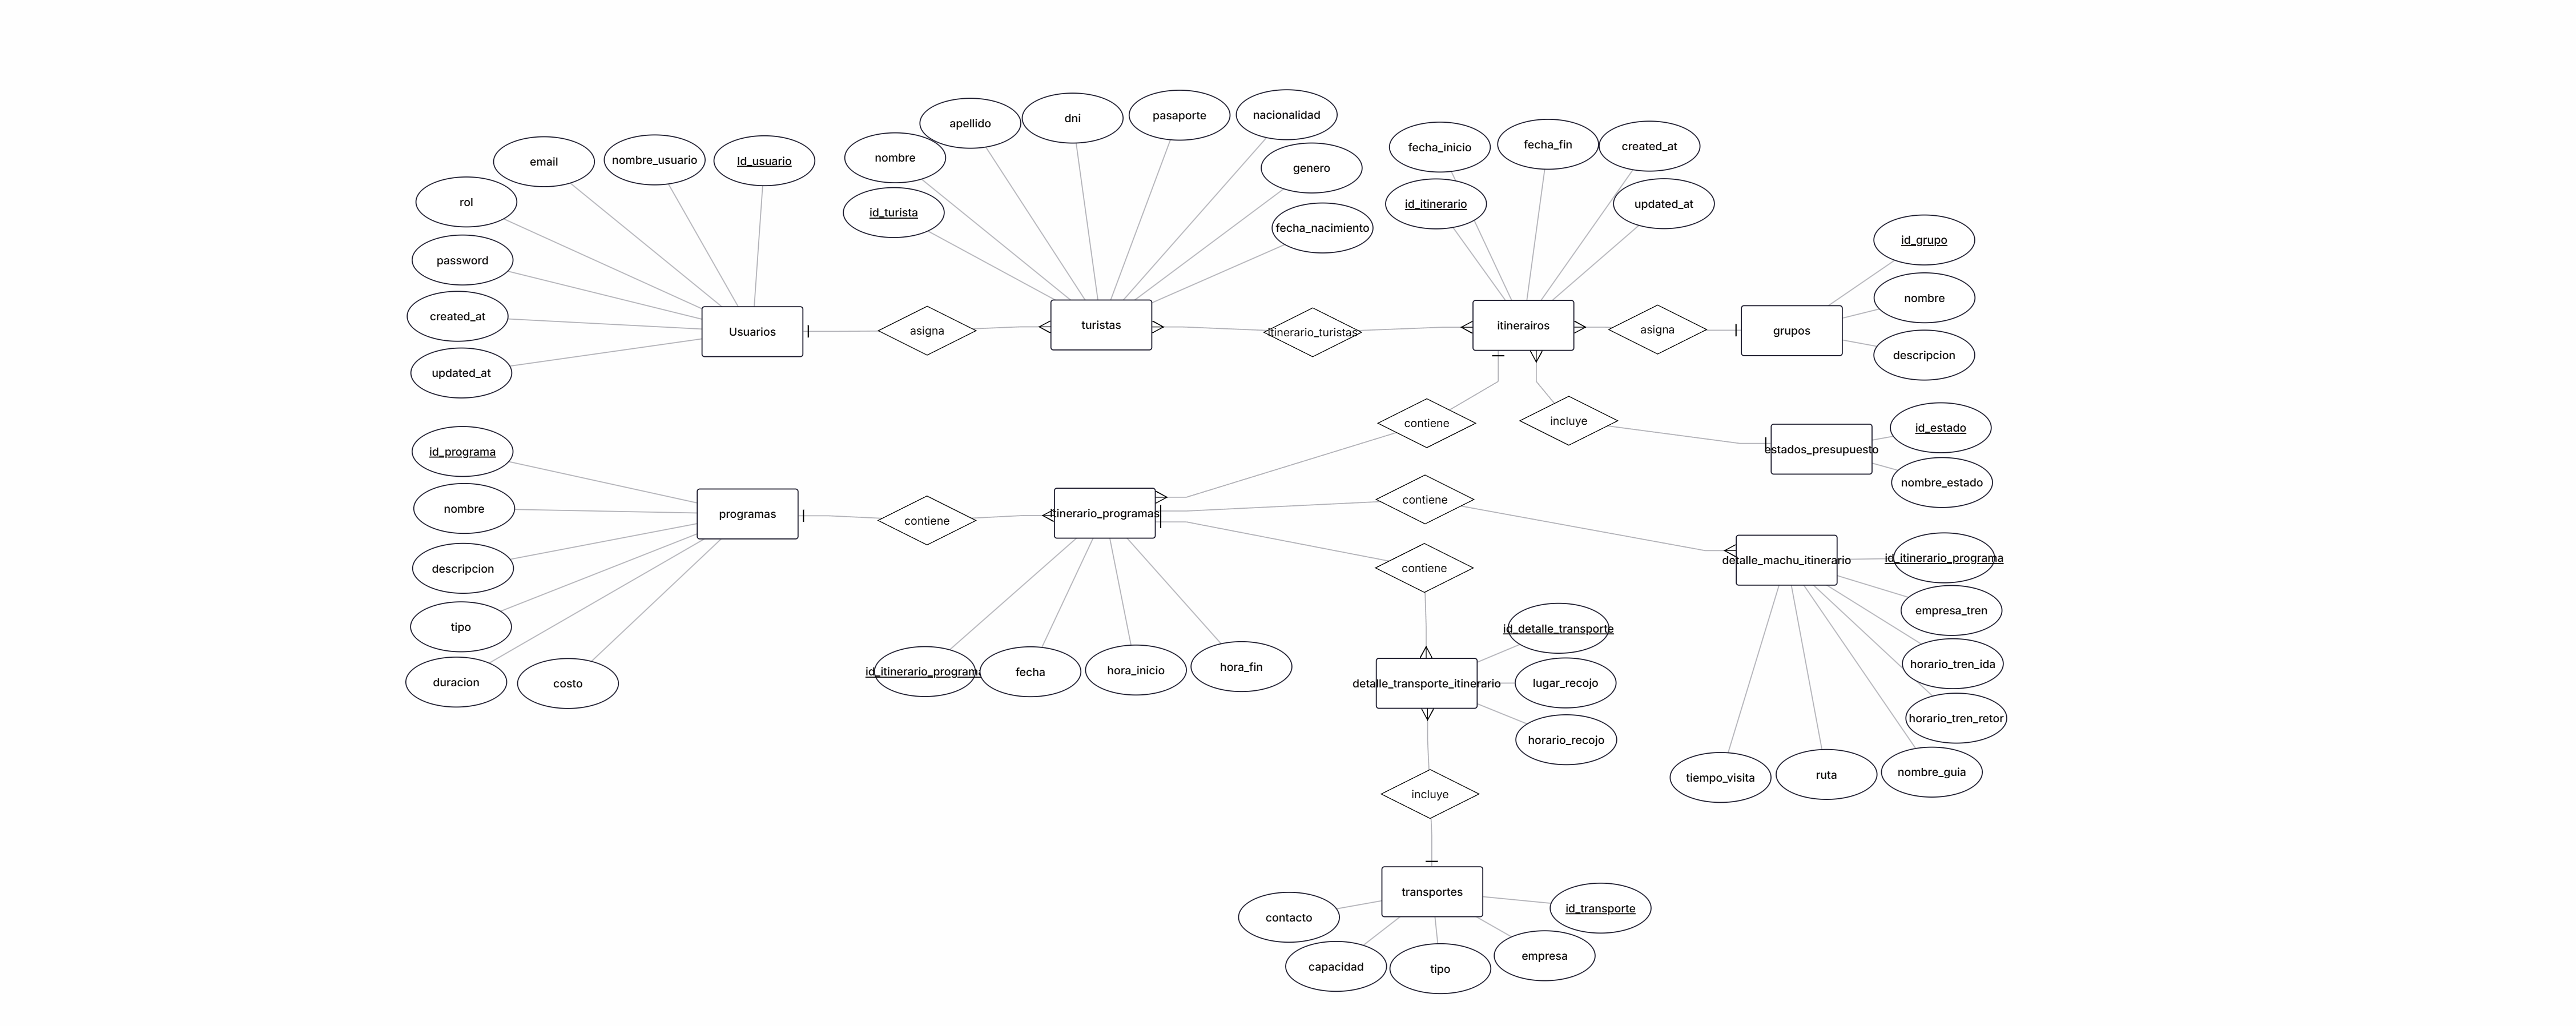 email
nombre_usuario
Id_usuario
rol
password
created_at
updated_at
Usuarios
asigna
nombre
apellido
dni
pasaporte
nacionalidad
genero
fecha_nacimiento
id_turista
turistas
itinerario_turistas
fecha_inicio
fecha_fin
created_at
id_itinerario
updated_at
itinerairos
asigna
grupos
id_grupo
nombre
descripcion
contiene
incluye
estados_presupuesto
id_estado
nombre_estado
id_programa
nombre
descripcion
tipo
duracion
costo
programas
contiene
itinerario_programas
id_itinerario_programa
fecha
hora_inicio
hora_fin
contiene
contiene
detalle_machu_itinerario
id_itinerario_programa
empresa_tren
horario_tren_ida
horario_tren_retor
nombre_guia
ruta
tiempo_visita
id_detalle_transporte
detalle_transporte_itinerario
lugar_recojo
horario_recojo
incluye
transportes
contacto
capacidad
tipo
empresa
id_transporte